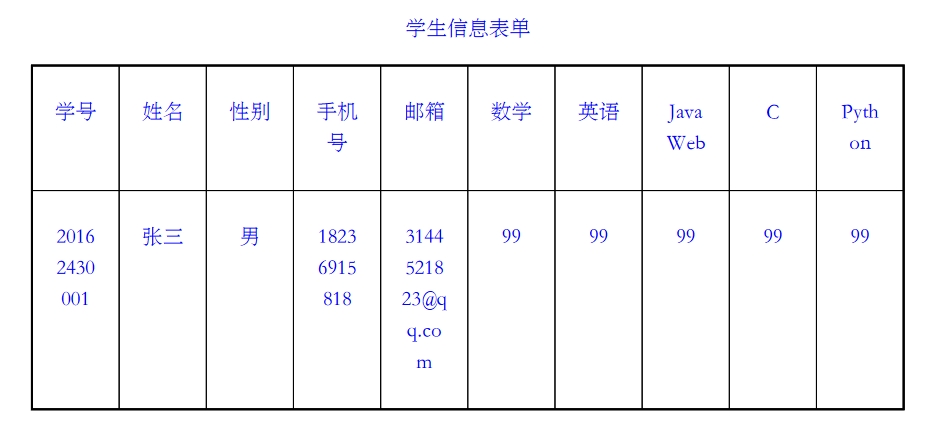 学生信息表单
学号 姓名 性别 手机 邮箱 数学 英语 Java C Pyth
号 Web on
2016 张三 男 1823 3144 99 99 99 99 99
2430 6915 5218
001 818 23@q
q.co
m